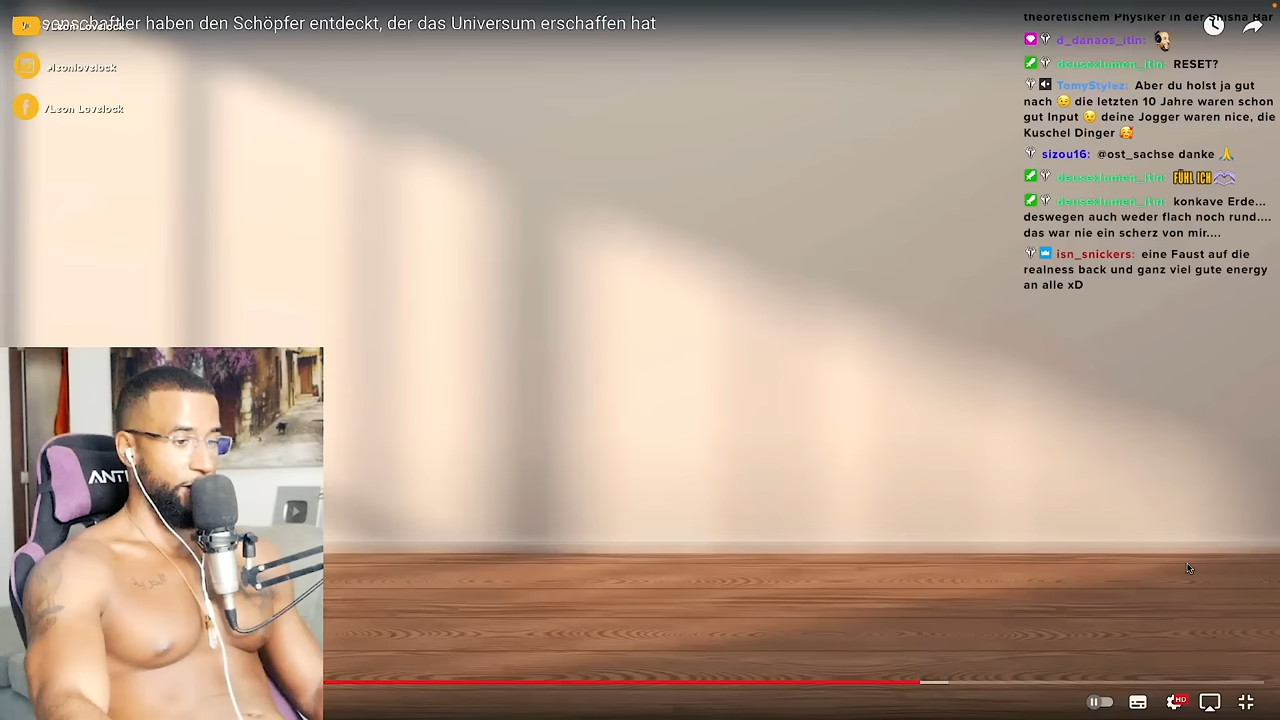 senschaftler haben den Schöpfer entdeckt, der das Universum erschaffen hat
/Leon Lovelock
#leonlovelock
/Leon Lovelock
theoretischem Physiker in der Shisha Bar
d_danaos_itin:
deusexlumen_itin: RESET?
TomyStylez: Aber du holst ja gut
nach 😉 die letzten 10 Jahre waren schon
gut Input 😉 deine Jogger waren nice, die
Kuschel Dinger 🥰
sizou16: @ost_sachse danke 🙏
deusexlumen_itin: FÜHL ICH
deusexlumen_itin: konkave Erde...
deswegen auch weder flach noch rund....
das war nie ein scherz von mir....
isn_snickers: eine Faust auf die
realness back und ganz viel gute energy
an alle xD
ANT
الحرية
HD